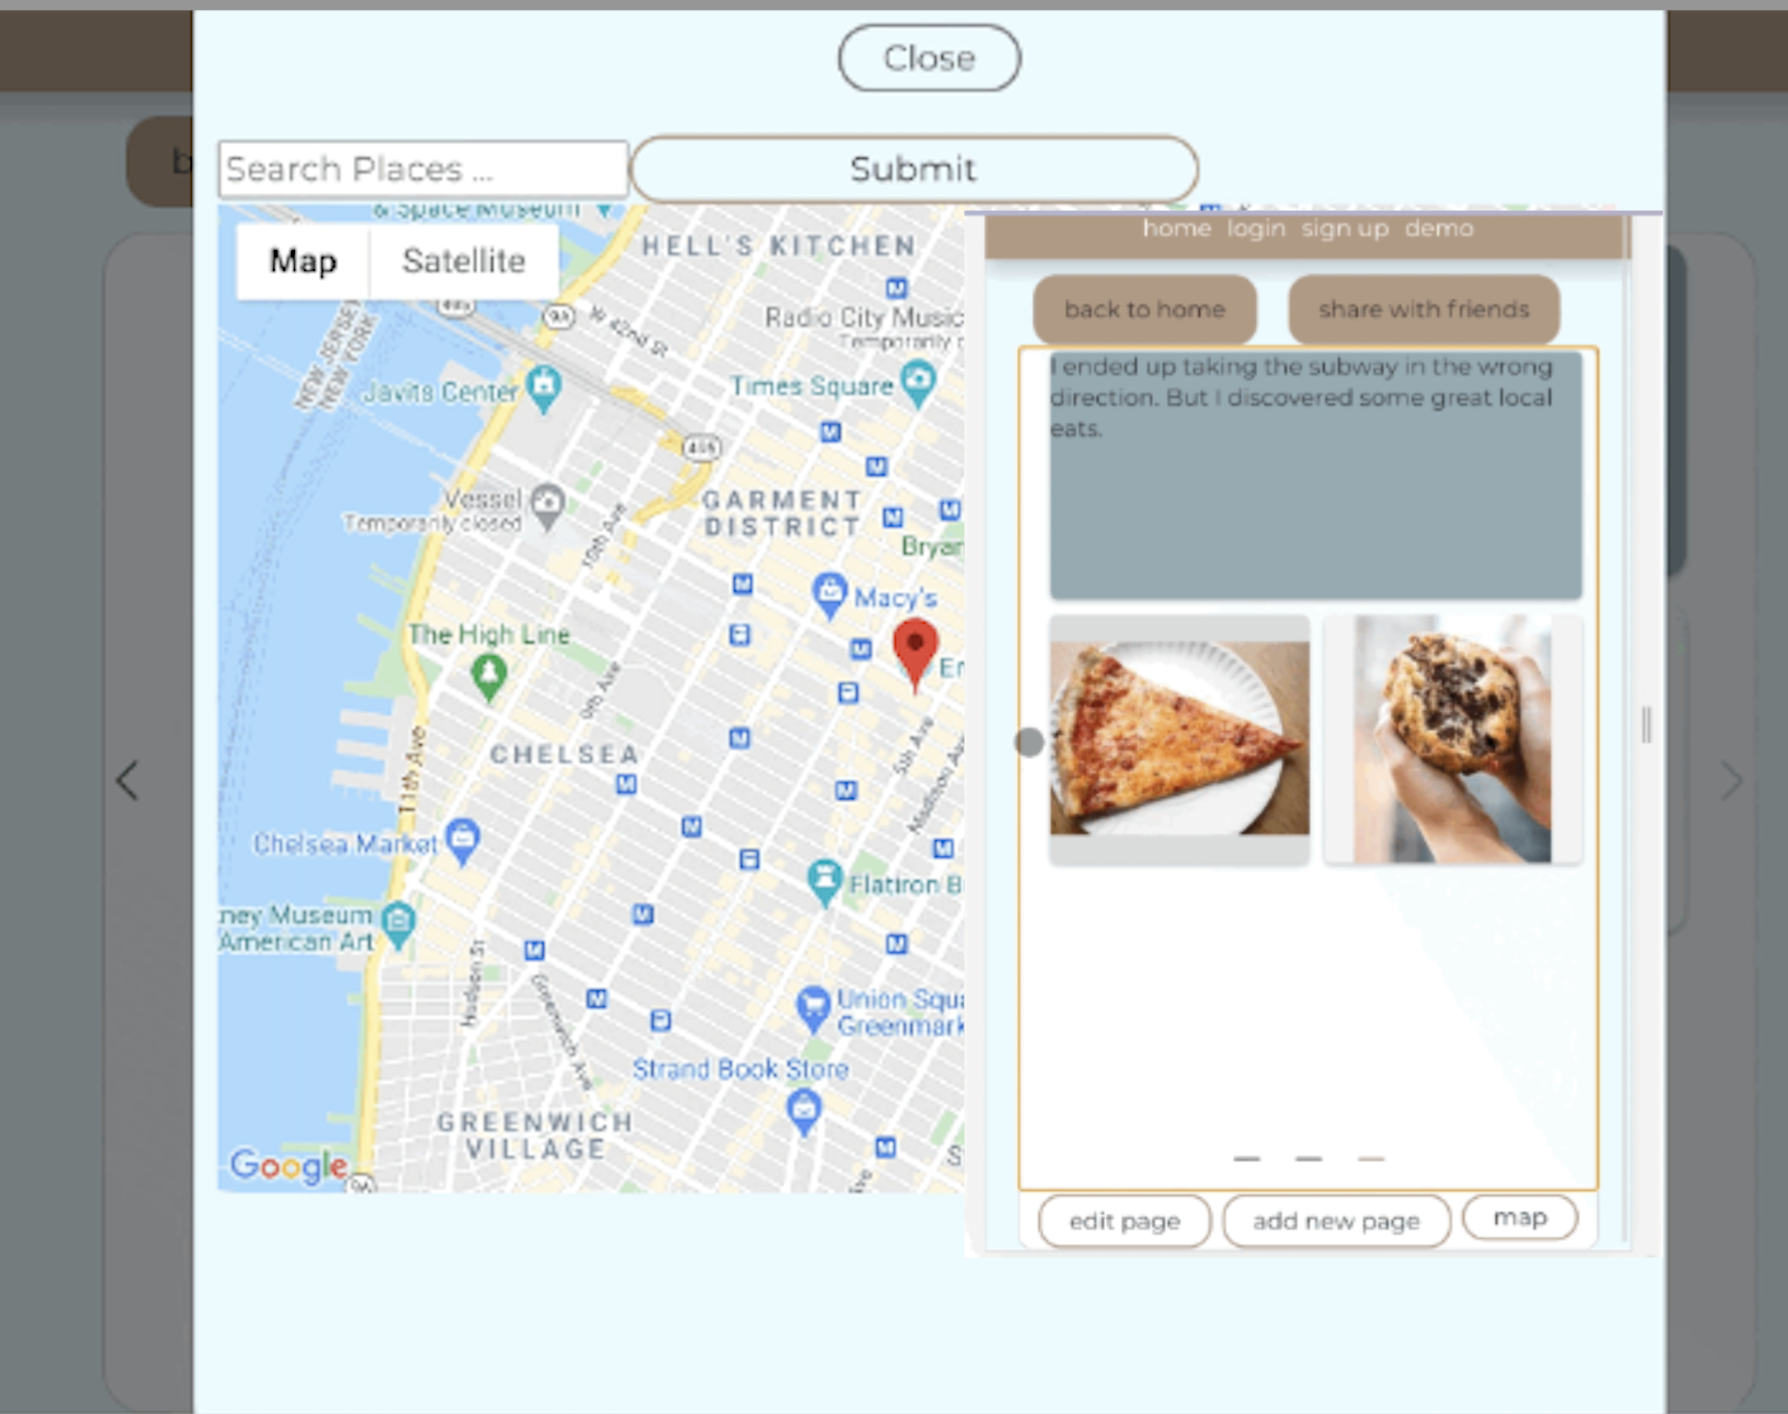 Close
Search Places ...
Submit
& Space Museum
Map
Satellite
HELL'S KITCHEN
NEW JERSEY
NEW YORK
9A
W 42nd St
Radio City Music
Temporarily c
Javits Center
Times Square
495
Vessel
Temporarily closed
GARMENT
DISTRICT
10th Ave
Bryan
Macy's
The High Line
9th Ave
Em
CHELSEA
5th Ave
Madison Av
11th Ave
Chelsea Market
Flatiron B
ney Museum
American Art
Hudson St
Greenwich Ave
Union Squa
Greenmark
Strand Book Store
GREENWICH
VILLAGE
Google
9A
home login sign up demo
back to home
share with friends
I ended up taking the subway in the wrong
direction. But I discovered some great local
eats.
edit page
add new page
map